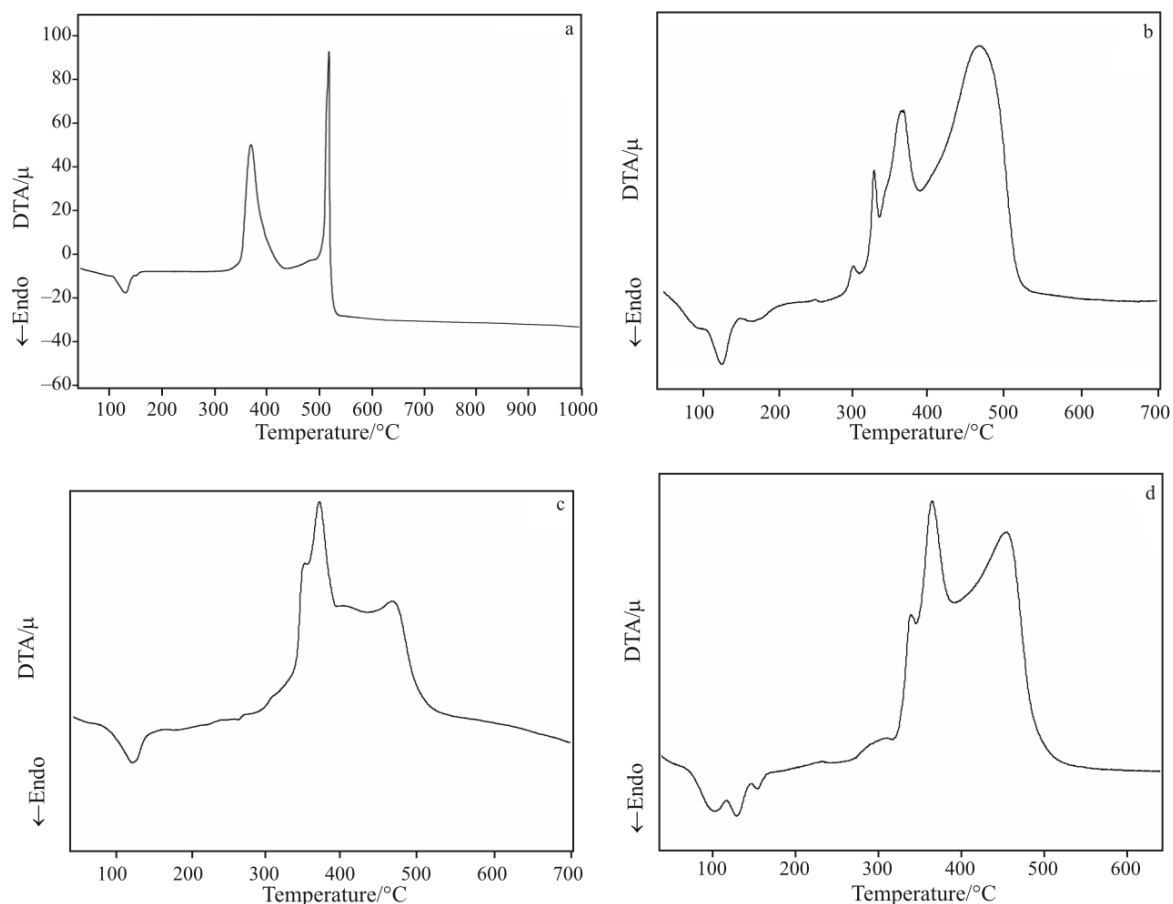 a
100
80
60
40
20
0
−20
−40
−60
DTA/μ
←Endo
100 200 300 400 500 600 700 800 900 1000
Temperature/°C
b
DTA/μ
←Endo
100 200 300 400 500 600 700
Temperature/°C
c
DTA/μ
←Endo
100 200 300 400 500 600 700
Temperature/°C
d
DTA/μ
←Endo
100 200 300 400 500 600
Temperature/°C